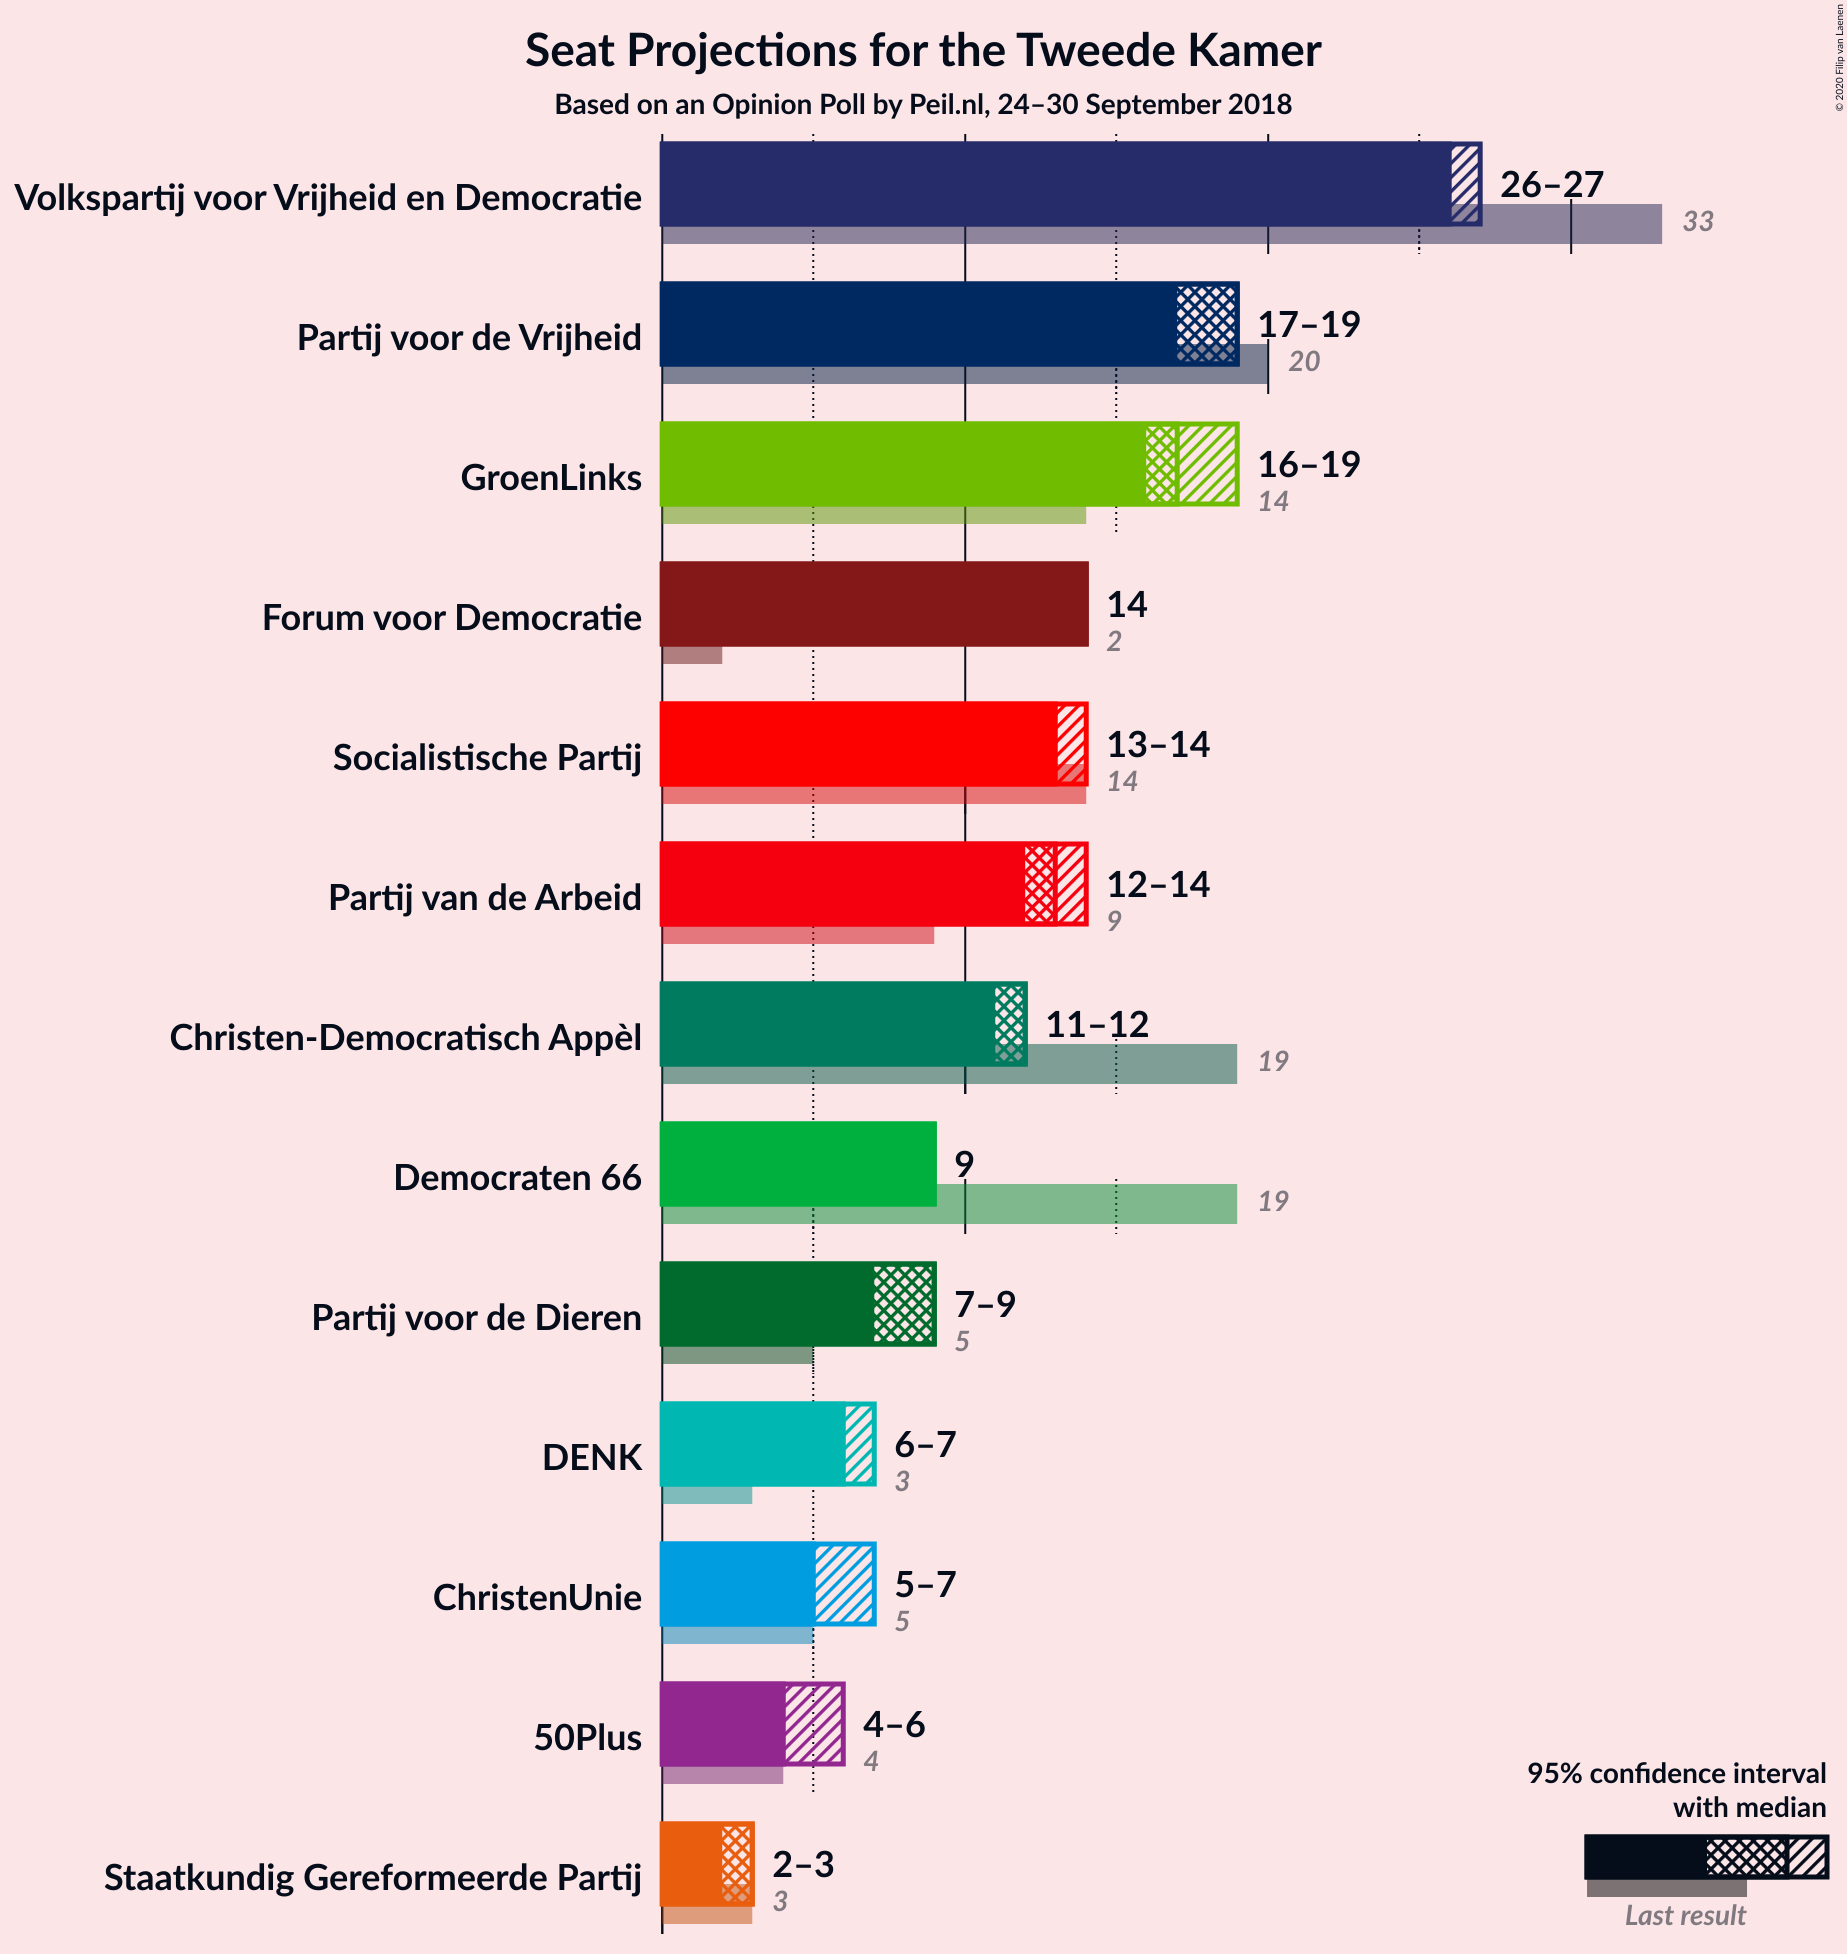 Seat Projections for the Tweede Kamer
Based on an Opinion Poll by Peil.nl, 24–30 September 2018
© 2020 Filip van Laenen
Volkspartij voor Vrijheid en Democratie
26–27
33
Partij voor de Vrijheid
17–19
20
GroenLinks
16–19
14
Forum voor Democratie
14
2
Socialistische Partij
13–14
14
Partij van de Arbeid
12–14
9
Christen-Democratisch Appèl
11–12
19
Democraten 66
9
19
Partij voor de Dieren
7–9
5
DENK
6–7
3
ChristenUnie
5–7
5
50Plus
4–6
4
Staatkundig Gereformeerde Partij
2–3
3
95% confidence interval
with median
Last result